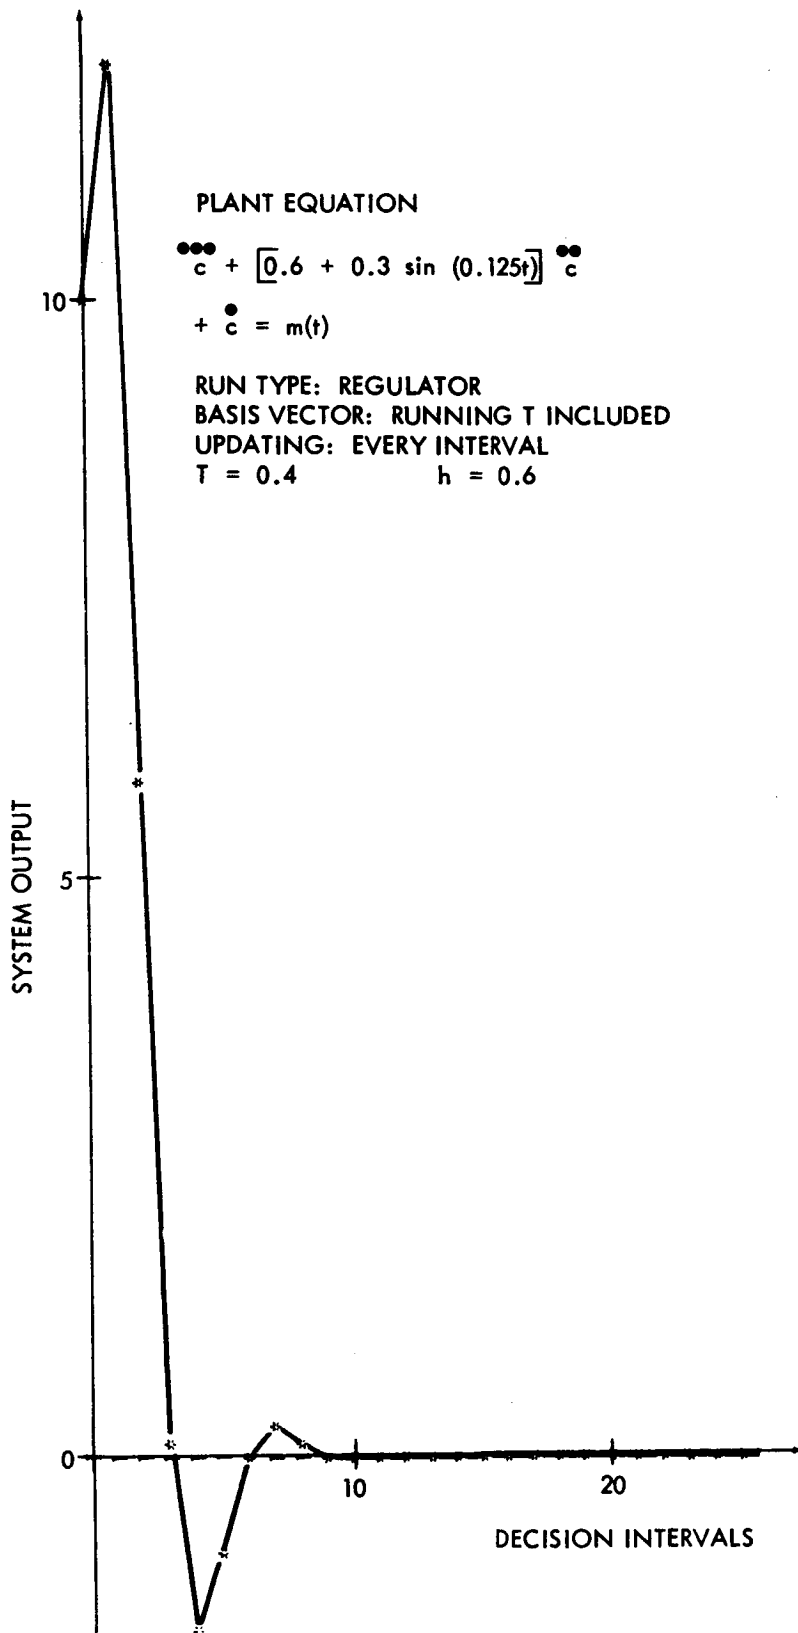 PLANT EQUATION
c⃛ + [0.6 + 0.3 sin (0.125t)] c̈
+ ċ = m(t)
RUN TYPE: REGULATOR
BASIS VECTOR: RUNNING T INCLUDED
UPDATING: EVERY INTERVAL
T = 0.4 h = 0.6
10
5
0
SYSTEM OUTPUT
10 20
DECISION INTERVALS